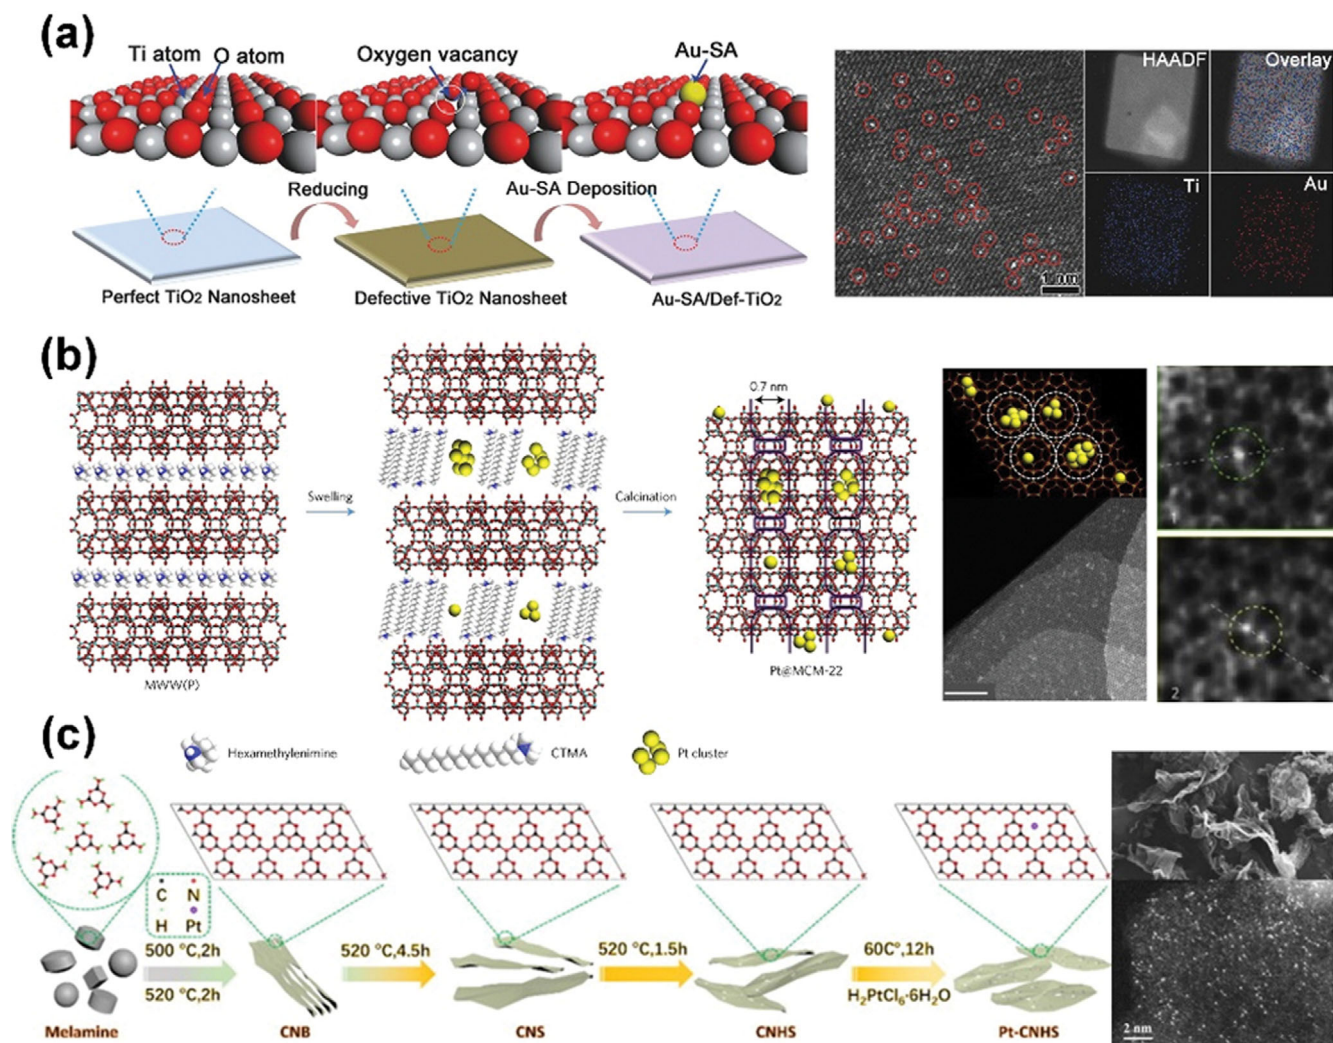 (a)
Ti atom
O atom
Oxygen vacancy
Au-SA
HAADF
Overlay
Reducing
Au-SA Deposition
Ti
Au
1 nm
Perfect TiO2 Nanosheet
Defective TiO2 Nanosheet
Au-SA/Def-TiO2
(b)
0.7 nm
Swelling
Calcination
1
MWW(P)
Pt@MCM-22
2
Hexamethylenimine
CTMA
Pt cluster
(c)
C N
H Pt
500 °C,2h
520 °C,2h
520 °C,4.5h
520 °C,1.5h
60C°,12h
H2PtCl6·6H2O
2 nm
Melamine
CNB
CNS
CNHS
Pt-CNHS